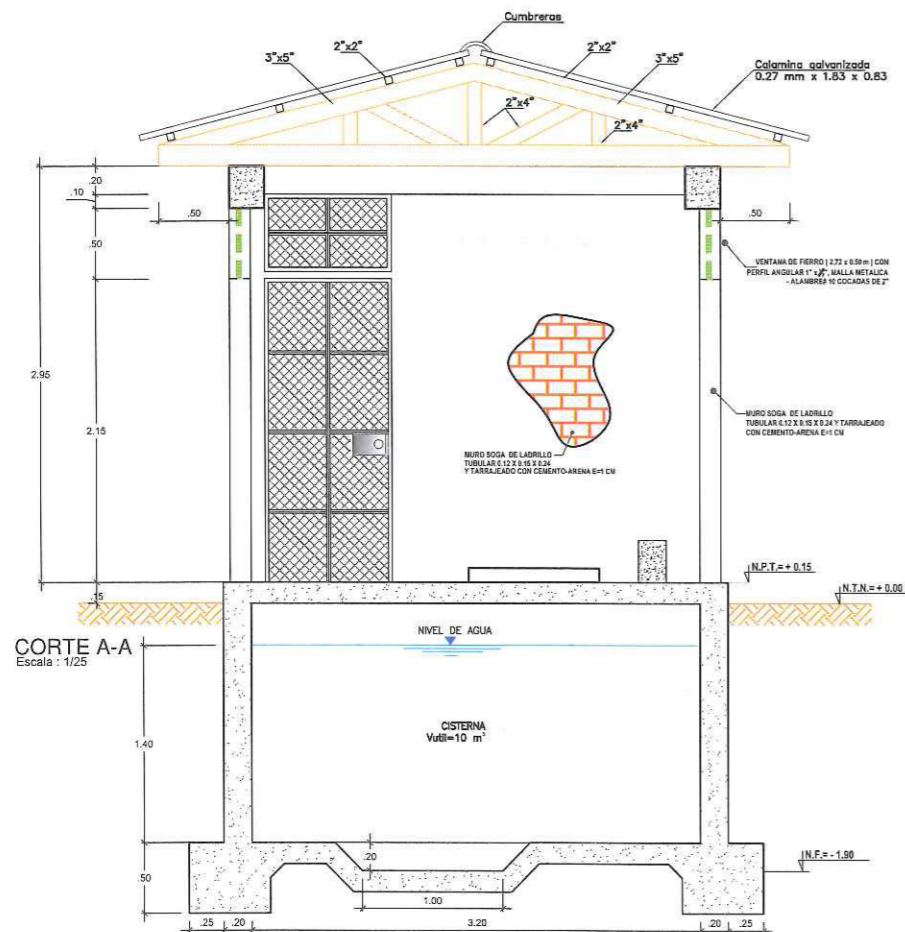 Cumbreras
2"x2"
2"x2"
3"x5"
3"x5"
Calamina galvanizada
0.27 mm x 1.83 x 0.83
2"x4"
2"x4"
.20
.10
.50
.50
.50
VENTANA DE FIERRO ( 2.72 x 0.50 m ) CON
PERFIL ANGULAR 1" x , MALLA METALICA
- ALAMBRE# 10 COCADAS DE 2"
2.95
2.15
MURO SOGA DE LADRILLO
TUBULAR 0.12 X 0.15 X 0.24 Y TARRAJEADO
CON CEMENTO-ARENA E=1 CM
MURO SOGA DE LADRILLO
TUBULAR 0.12 X 0.15 X 0.24
Y TARRAJEADO CON CEMENTO-ARENA E=1 CM
N.P.T.= + 0.15
N.T.N.= + 0.00
.15
CORTE A-A
Escala : 1/25
NIVEL DE AGUA
CISTERNA
Vutil=10 m³
1.40
.20
N.F.= - 1.90
.50
1.00
.25
.20
3.20
.20
.25